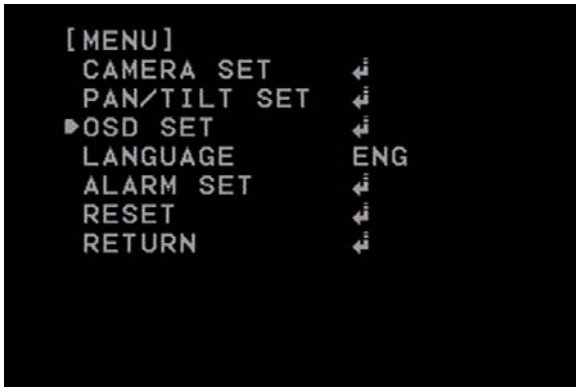 [MENU]
CAMERA SET ↵
PAN/TILT SET ↵
▶OSD SET ↵
LANGUAGE ENG
ALARM SET ↵
RESET ↵
RETURN ↵